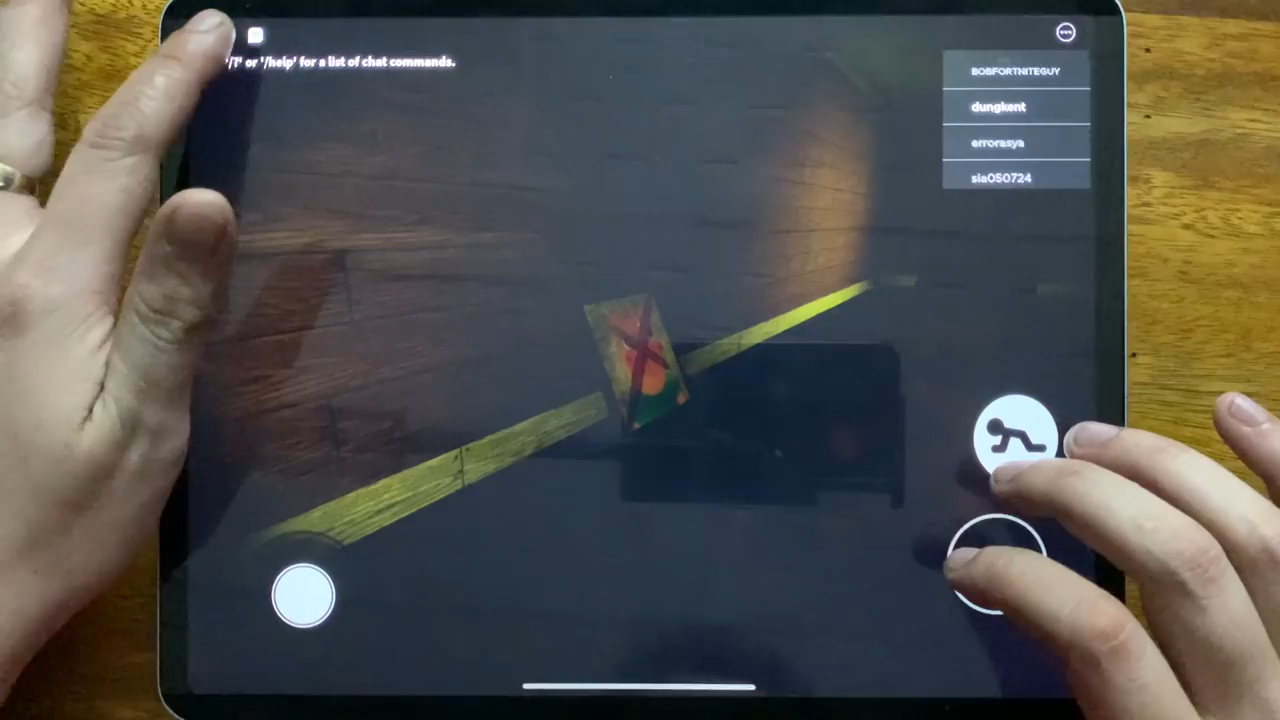 '/?' or '/help' for a list of chat commands.
BOBFORTNITEGUY
dungkent
errorasya
sia050724